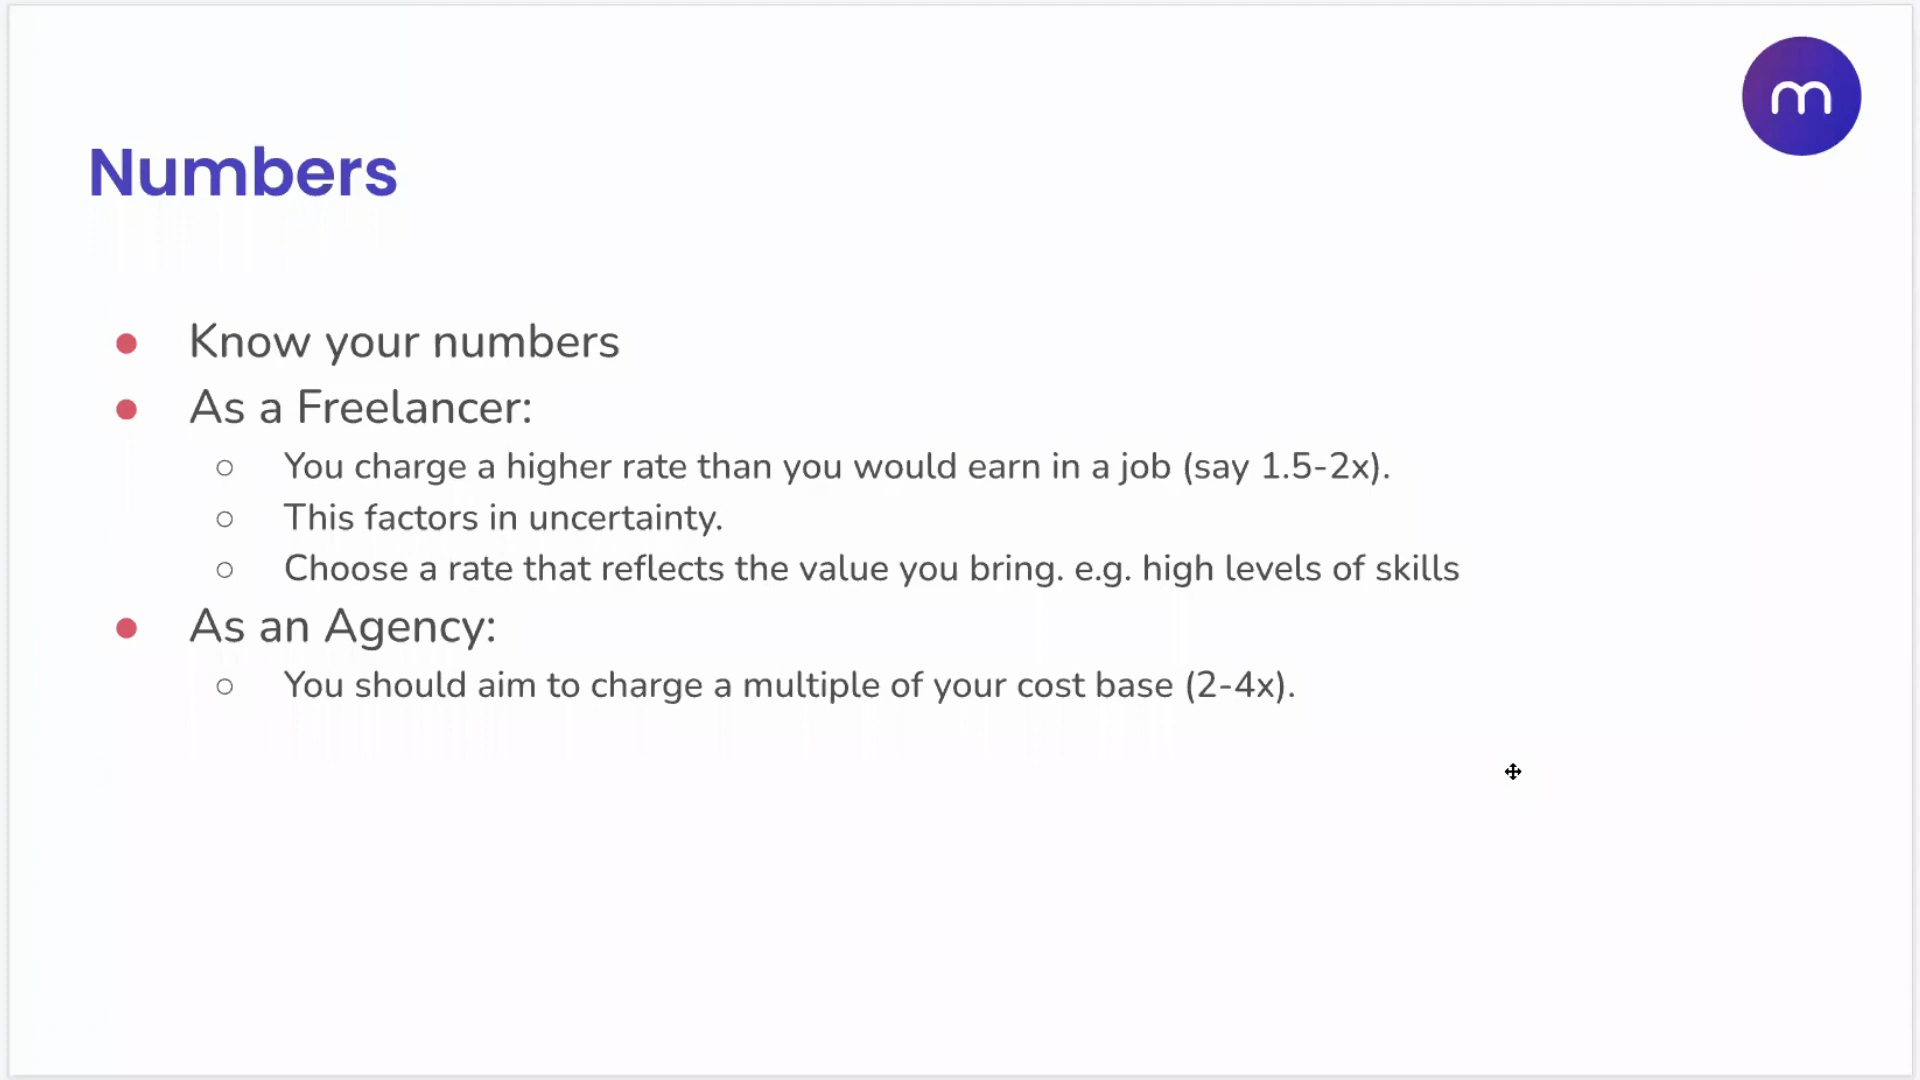 m
Numbers
● Know your numbers
● As a Freelancer:
○ You charge a higher rate than you would earn in a job (say 1.5-2x).
○ This factors in uncertainty.
○ Choose a rate that reflects the value you bring. e.g. high levels of skills
● As an Agency:
○ You should aim to charge a multiple of your cost base (2-4x).